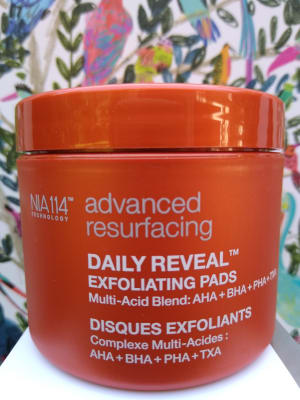 NIA114™
TECHNOLOGY
advanced
resurfacing
DAILY REVEAL™
EXFOLIATING PADS
Multi-Acid Blend: AHA + BHA + PHA + TXA
DISQUES EXFOLIANTS
Complexe Multi-Acides :
AHA + BHA + PHA + TXA